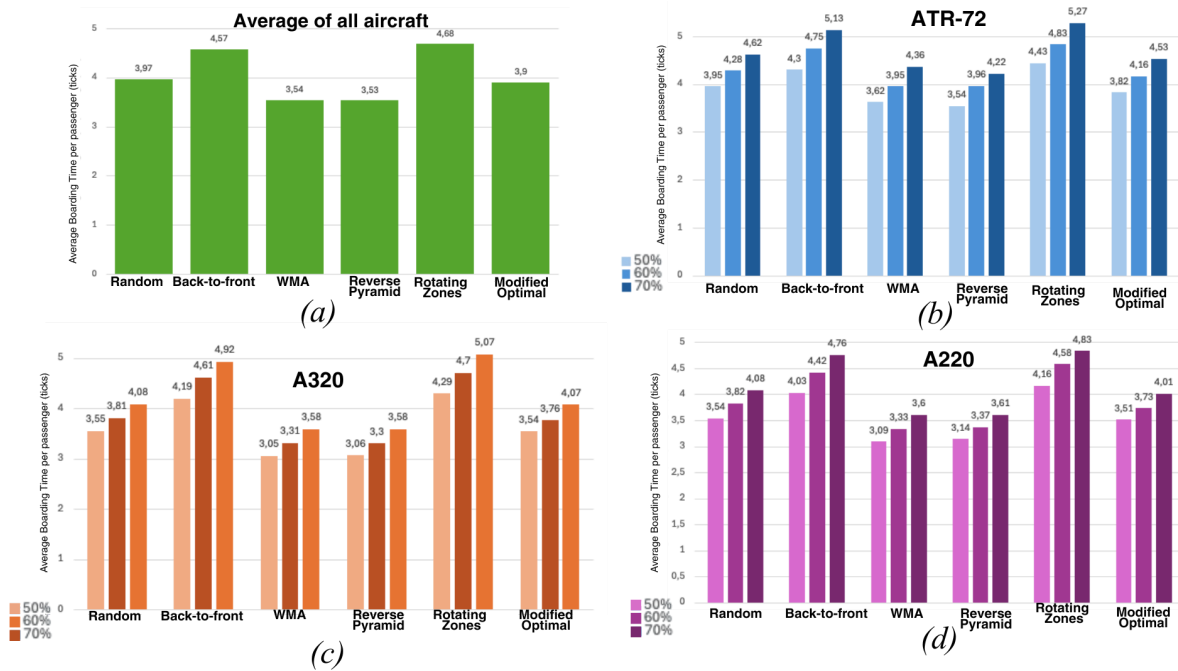 Average of all aircraft
Average Boarding Time per passenger (ticks)
5
4
3
2
1
0
3,97
4,57
3,54
3,53
4,68
3,9
Random
Back-to-front
WMA
Reverse
Pyramid
Rotating
Zones
Modified
Optimal
(a)
ATR-72
Average Boarding Time per passenger (ticks)
5
4
3
2
1
0
3,95
4,28
4,62
4,3
4,75
5,13
3,62
3,95
4,36
3,54
3,96
4,22
4,43
4,83
5,27
3,82
4,16
4,53
50%
60%
70%
Random
Back-to-front
WMA
Reverse
Pyramid
Rotating
Zones
Modified
Optimal
(b)
A320
Average Boarding Time per passenger (ticks)
5
4
3
2
1
0
3,55
3,81
4,08
4,19
4,61
4,92
3,05
3,31
3,58
3,06
3,3
3,58
4,29
4,7
5,07
3,54
3,76
4,07
50%
60%
70%
Random
Back-to-front
WMA
Reverse
Pyramid
Rotating
Zones
Modified
Optimal
(c)
A220
Average Boarding Time per passenger (ticks)
5
4,5
4
3,5
3
2,5
2
1,5
1
0,5
0
3,54
3,82
4,08
4,03
4,42
4,76
3,09
3,33
3,6
3,14
3,37
3,61
4,16
4,58
4,83
3,51
3,73
4,01
50%
60%
70%
Random
Back-to-front
WMA
Reverse
Pyramid
Rotating
Zones
Modified
Optimal
(d)